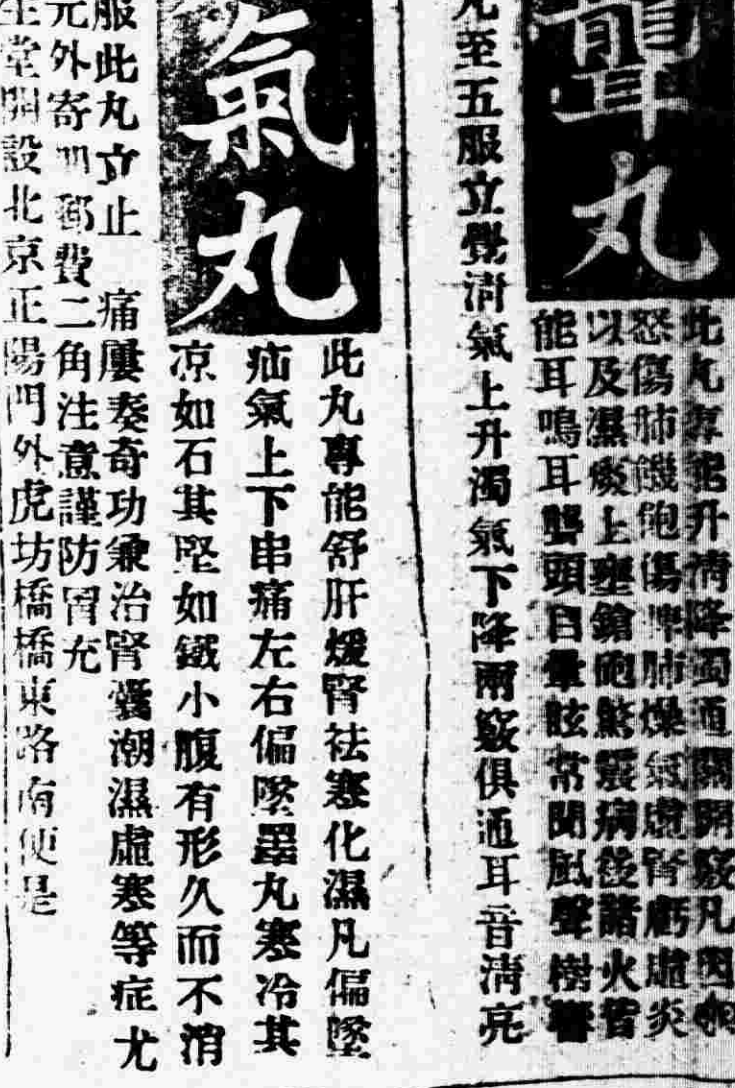 聾丸
此丸專能升清降濁通關開竅凡因
怒傷肺饑飽傷脾肺燥氣虛腎虧虛炎
以及濕痰上壅鎗砲驚震病後諸火皆
能耳鳴耳聾頭目暈眩常聞風聲樹響
至五服立覺清氣上升濁氣下降兩竅俱通耳音清亮
氣丸
此丸專能舒肝煖腎祛寒化濕凡偏墜
疝氣上下串痛左右偏墜睪丸寒冷其
凉如石其堅如鐵小腹有形久而不消
服此丸立止 痛屢奏奇功兼治腎囊潮濕虛寒等症尤
元外寄加郵費二角注意謹防冒充
堂開設北京正陽門外虎坊橋橋東路南便是